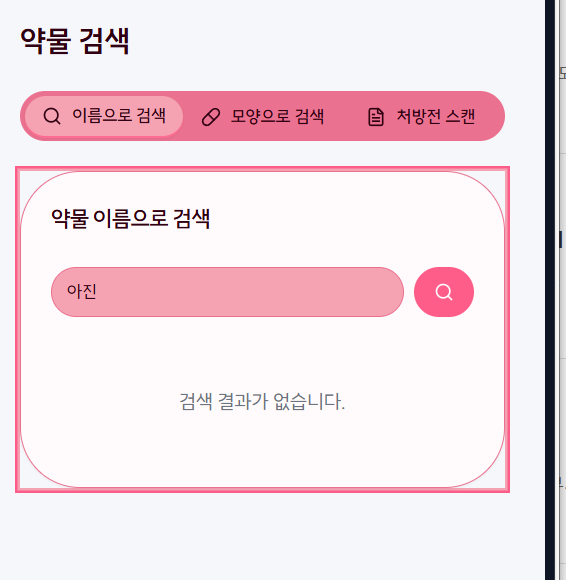 약물 검색
이름으로 검색
모양으로 검색
처방전 스캔
약물 이름으로 검색
아진
검색 결과가 없습니다.